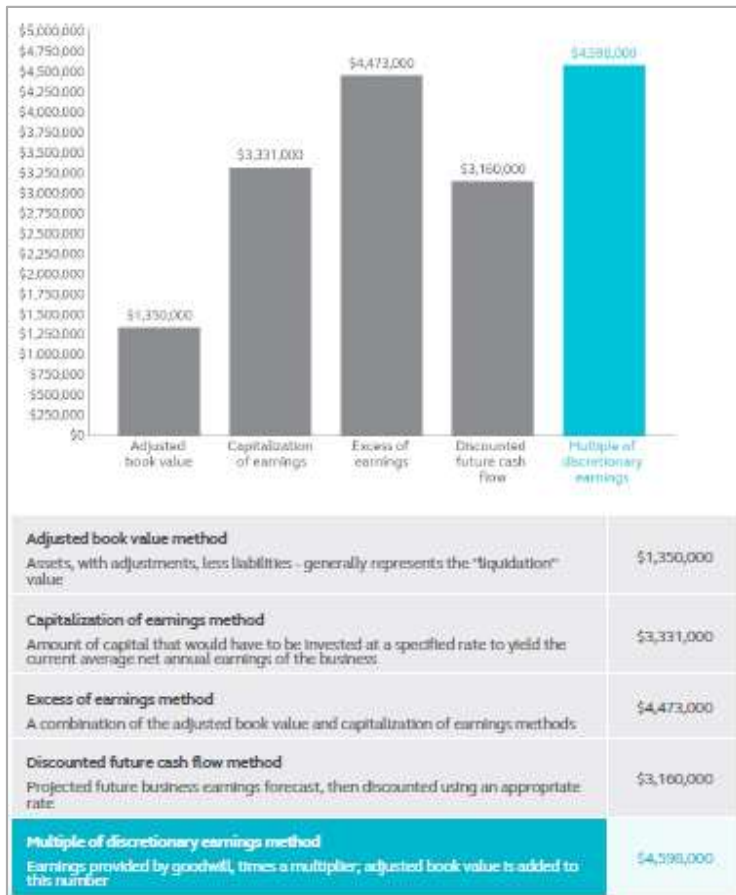 $5,000,000
$4,750,000
$4,500,000
$4,250,000
$4,000,000
$3,750,000
$3,500,000
$3,250,000
$3,000,000
$2,750,000
$2,500,000
$2,250,000
$2,000,000
$1,750,000
$1,500,000
$1,250,000
$1,000,000
$750,000
$500,000
$250,000
$0
$1,350,000
$3,331,000
$4,473,000
$3,160,000
$4,598,000
Adjusted
book value
Capitalization
of earnings
Excess of
earnings
Discounted
future cash
flow
Multiple of
discretionary
earnings
Adjusted book value method
Assets, with adjustments, less liabilities - generally represents the "liquidation"
value
$1,350,000
Capitalization of earnings method
Amount of capital that would have to be invested at a specified rate to yield the
current average net annual earnings of the business
$3,331,000
Excess of earnings method
A combination of the adjusted book value and capitalization of earnings methods
$4,473,000
Discounted future cash flow method
Projected future business earnings forecast, then discounted using an appropriate
rate
$3,160,000
Multiple of discretionary earnings method
Earnings provided by goodwill, times a multiplier; adjusted book value is added to
this number
$4,598,000